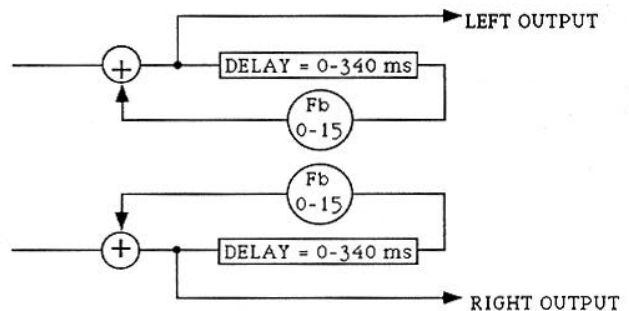 LEFT OUTPUT
+
DELAY = 0-340 ms
Fb
0-15
Fb
0-15
+
DELAY = 0-340 ms
RIGHT OUTPUT